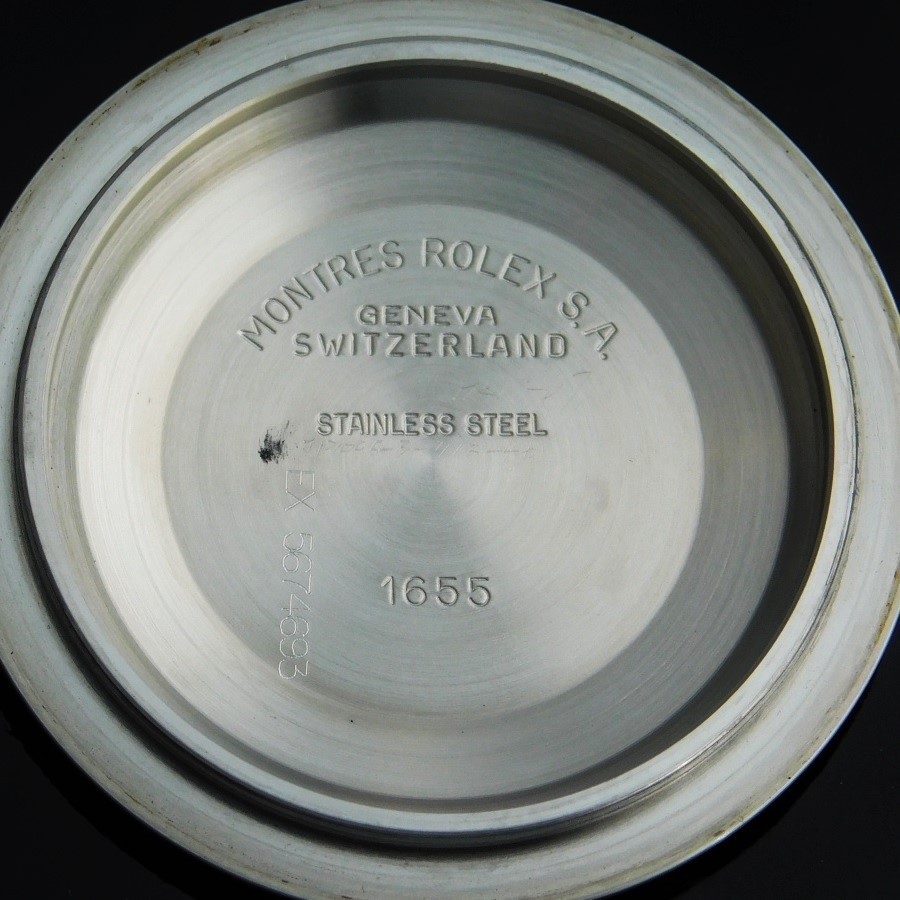 MONTRES ROLEX S.A.
GENEVA
SWITZERLAND
STAINLESS STEEL
1655
EX 5674693